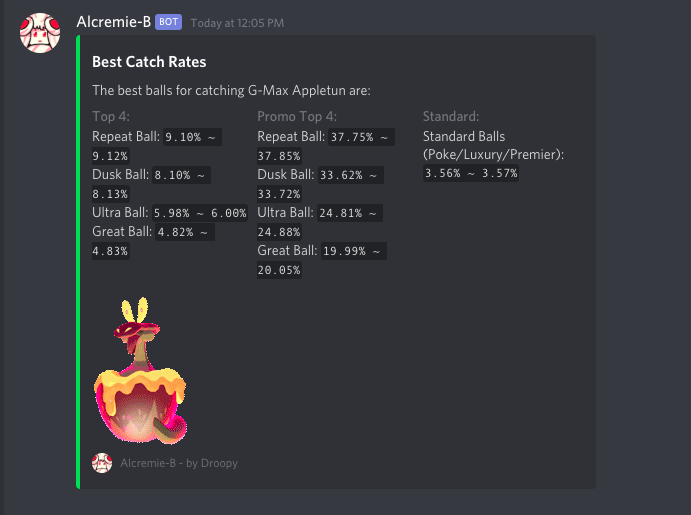 Alcremie-B BOT Today at 12:05 PM
Best Catch Rates
The best balls for catching G-Max Appletun are:
Top 4:
Repeat Ball: 9.10% ~
9.12%
Dusk Ball: 8.10% ~
8.13%
Ultra Ball: 5.98% ~ 6.00%
Great Ball: 4.82% ~
4.83%
Promo Top 4:
Repeat Ball: 37.75% ~
37.85%
Dusk Ball: 33.62% ~
33.72%
Ultra Ball: 24.81% ~
24.88%
Great Ball: 19.99% ~
20.05%
Standard:
Standard Balls
(Poke/Luxury/Premier):
3.56% ~ 3.57%
Alcremie-B - by Droopy